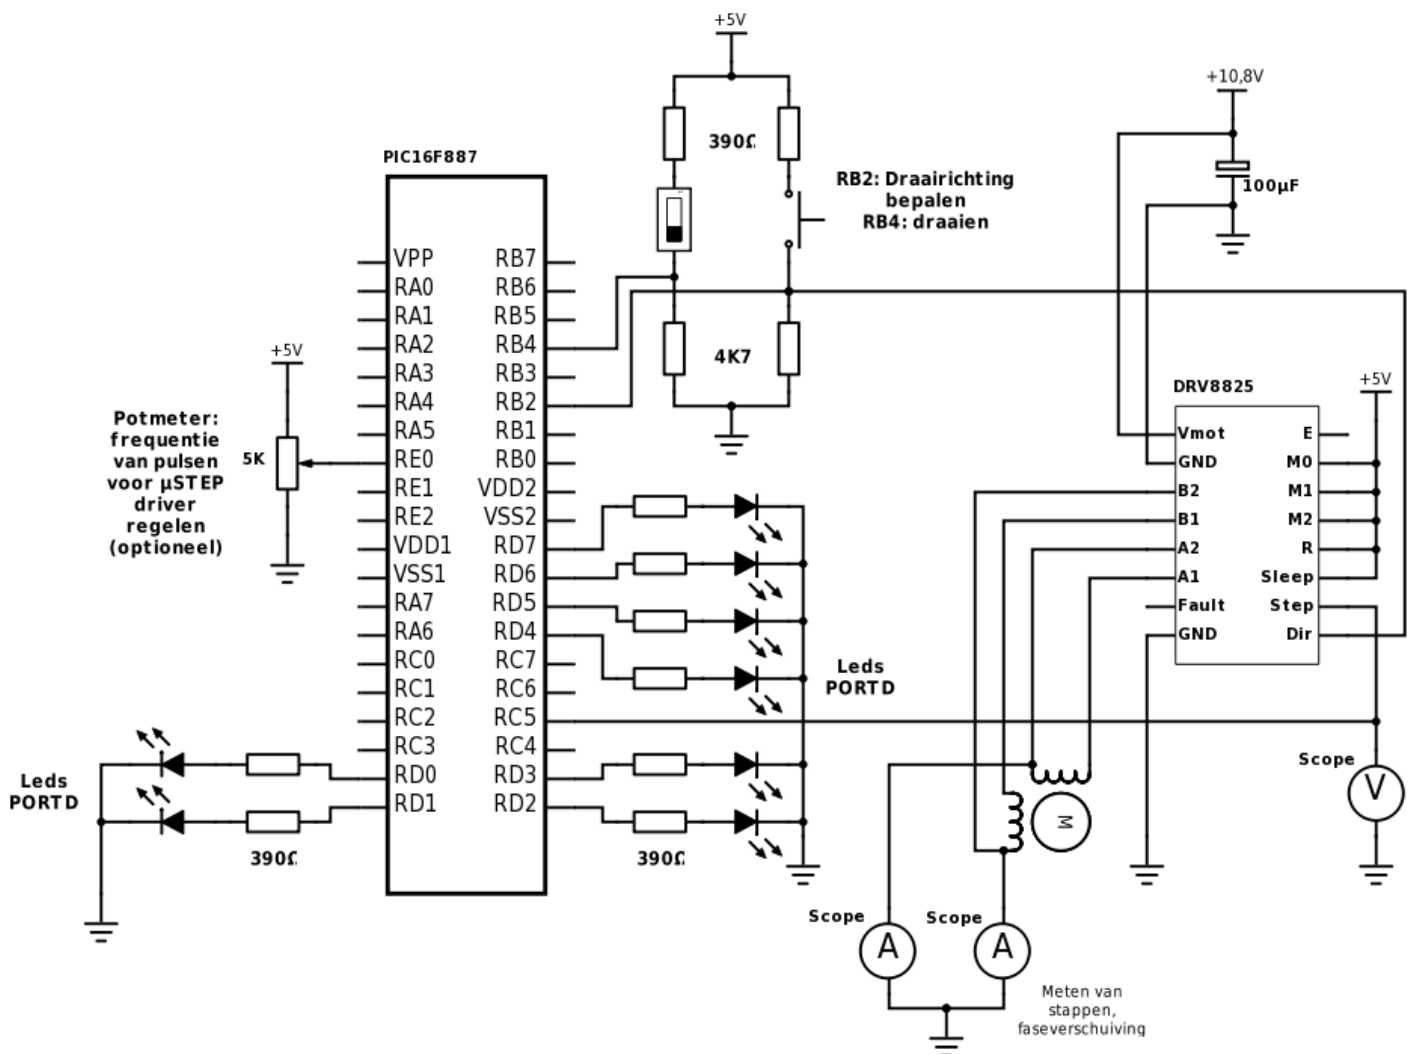 +5V
+10,8V
390Ω
PIC16F887
RB2: Draairichting
bepalen
RB4: draaien
100µF
VPP RB7
RA0 RB6
RA1 RB5
RA2 RB4
RA3 RB3
RA4 RB2
RA5 RB1
RE0 RB0
RE1 VDD2
RE2 VSS2
VDD1 RD7
VSS1 RD6
RA7 RD5
RA6 RD4
RC0 RC7
RC1 RC6
RC2 RC5
RC3 RC4
RD0 RD3
RD1 RD2
+5V
Potmeter:
frequentie
van pulsen
voor µSTEP
driver
regelen
(optioneel)
5K
4K7
DRV8825
+5V
Vmot E
GND M0
B2 M1
B1 M2
A2 R
A1 Sleep
Fault Step
GND Dir
Leds
PORTD
Leds
PORTD
390Ω
390Ω
Scope
V
M
Scope
A
Scope
A
Meten van
stappen,
faseverschuiving